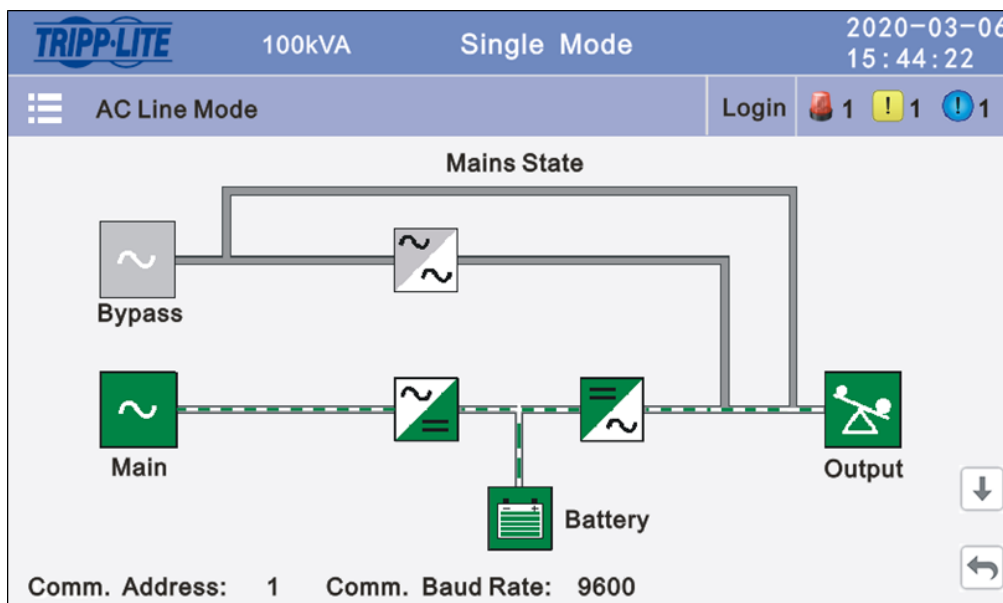 TRIPP·LITE 100kVA Single Mode 2020-03-06
15:44:22
AC Line Mode Login 1 ! 1 ! 1
Mains State
Bypass
Main
Output
Battery
Comm. Address: 1 Comm. Baud Rate: 9600